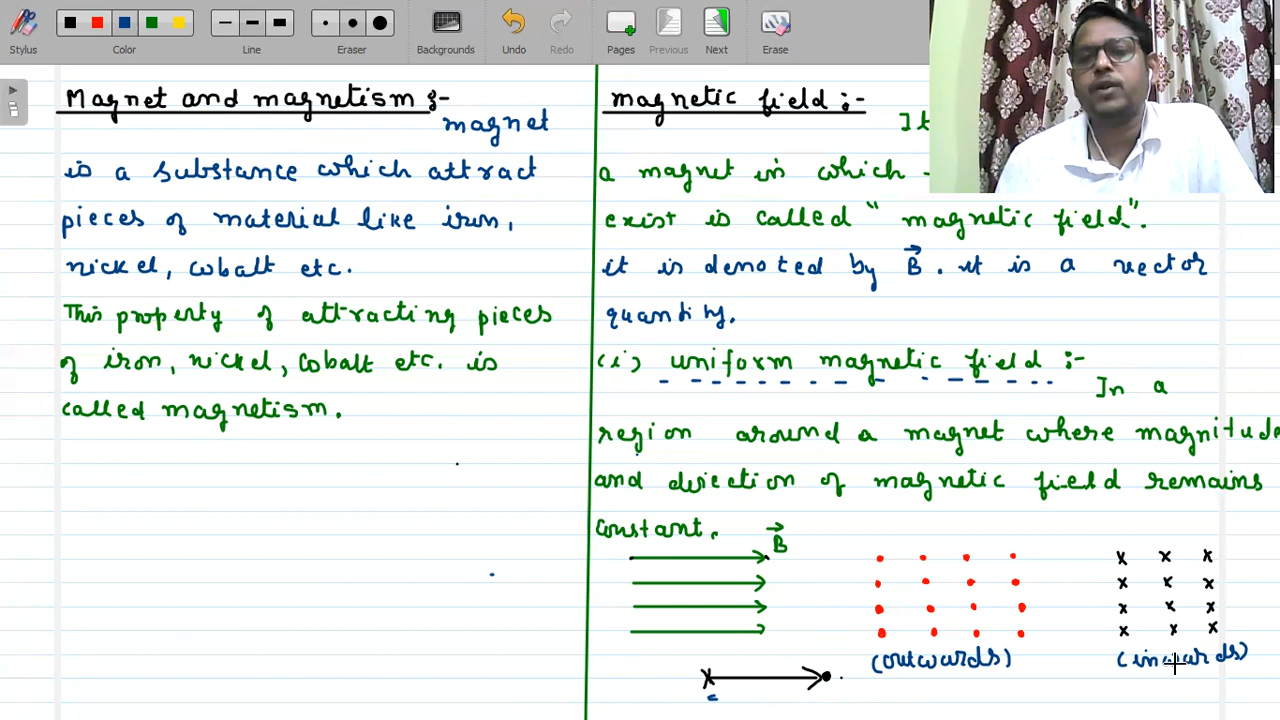 Stylus
Color
Line
Eraser
Backgrounds
Undo
Redo
Pages
Previous
Next
Erase
Magnet and magnetism :-
magnet
is a substance which attract
pieces of material like iron,
nickel, cobalt etc.
This property of attracting pieces
of iron, nickel, cobalt etc. is
called magnetism.
magnetic field :-
It
a magnet in which
exist is called "magnetic field".
it is denoted by B⃗. it is a vector
quantity.
(i) uniform magnetic field :-
In a
region around a magnet where magnitude
and direction of magnetic field remains
constant.
B⃗
x x x
x x x
x x x
x x x
(outwards)
(inwards)
x